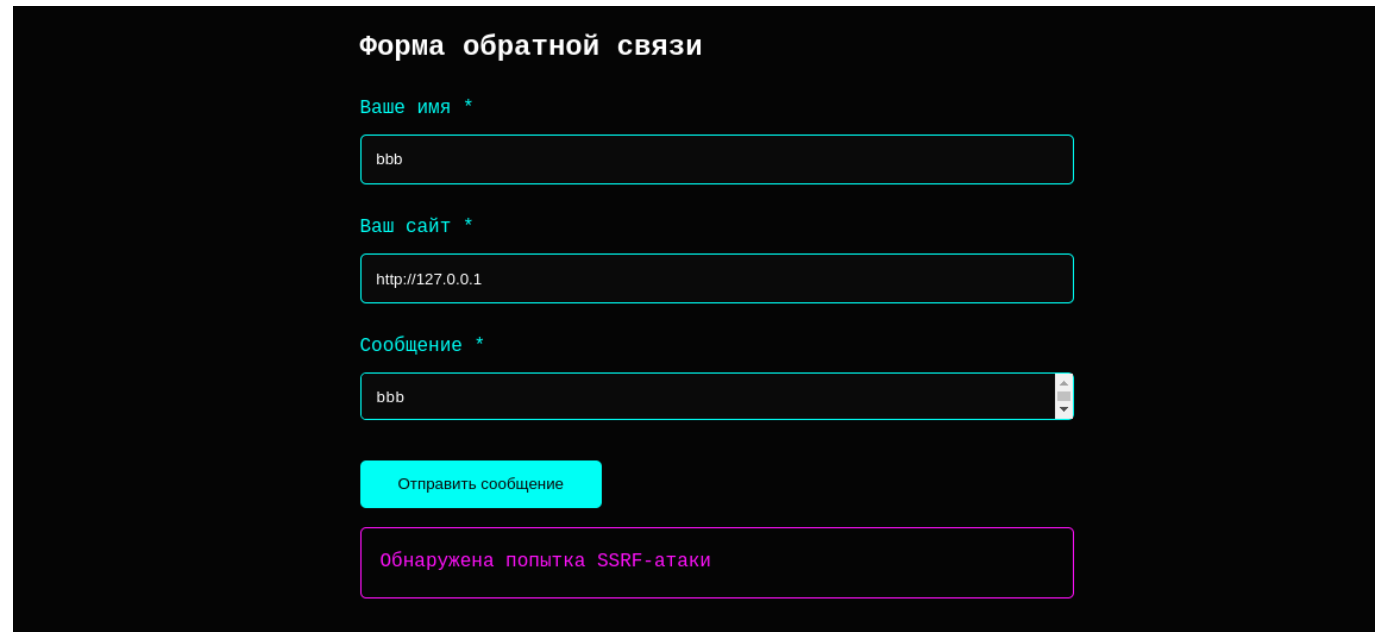 Форма обратной связи
Ваше имя *
bbb
Ваш сайт *
http://127.0.0.1
Сообщение *
bbb
Отправить сообщение
Обнаружена попытка SSRF-атаки